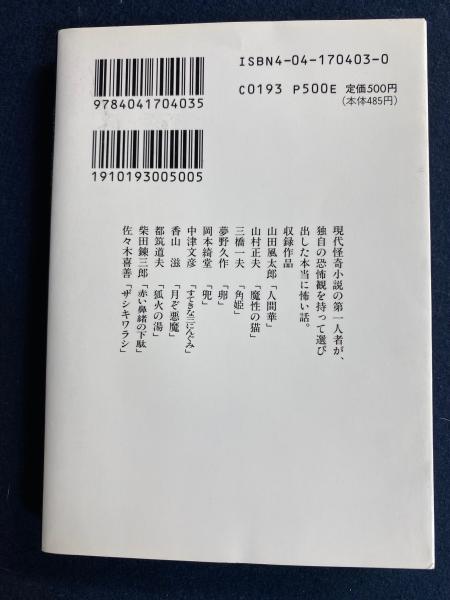 ISBN4-04-170403-0
C0193 P500E 定価500円
(本体485円)
9784041704035
1910193005005
現代怪奇小説の第一人者が、
独自の恐怖観を持って選び
出した本当に怖い話。
収録作品
山田風太郎「人間華」
山村正夫「魔性の猫」
三橋一夫「角姫」
夢野久作「卵」
岡本綺堂「兜」
中津文彦「すてきな三にんぐみ」
香山 滋「月ぞ悪魔」
都筑道夫「狐火の湯」
柴田錬三郎「赤い鼻緒の下駄」
佐々木喜善「ザシキワラシ」